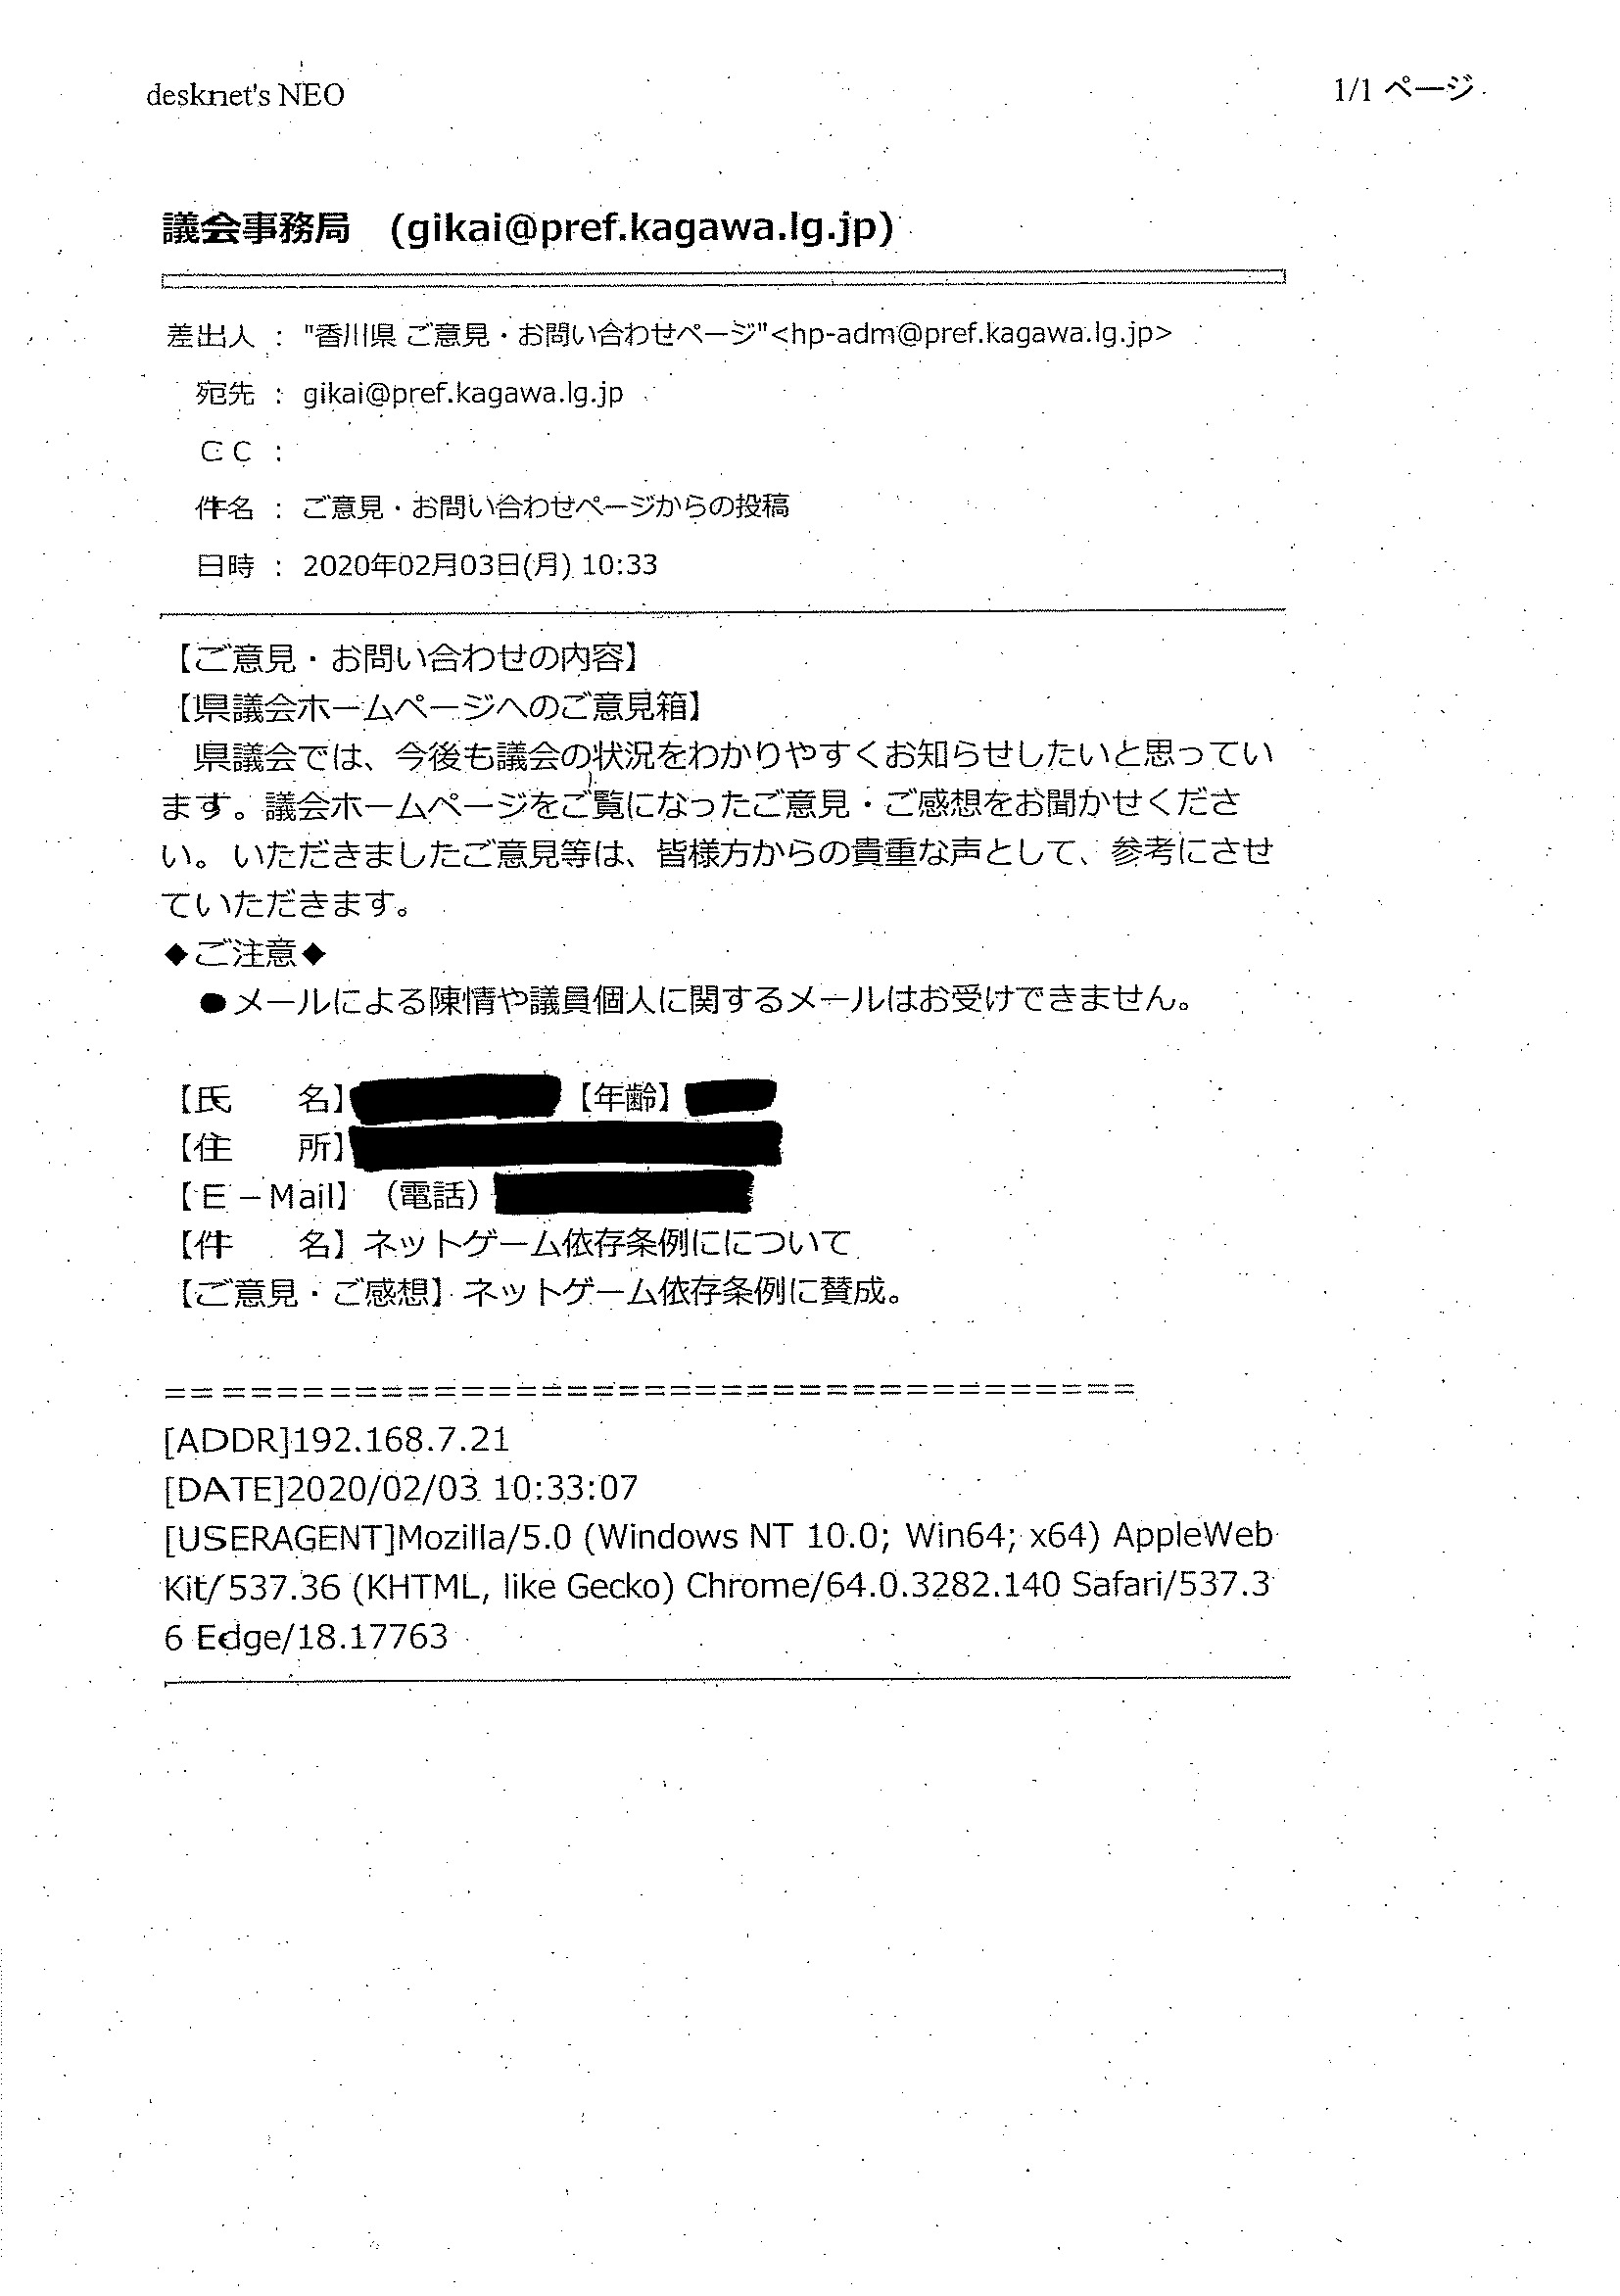 desknet's NEO
1/1 ページ
議会事務局 (gikai@pref.kagawa.lg.jp)
差出人 : "香川県 ご意見・お問い合わせページ"<hp-adm@pref.kagawa.lg.jp>
宛先 : gikai@pref.kagawa.lg.jp
ＣＣ :
件名 : ご意見・お問い合わせページからの投稿
日時 : 2020年02月03日(月) 10:33
【ご意見・お問い合わせの内容】
【県議会ホームページへのご意見箱】
　県議会では、今後も議会の状況をわかりやすくお知らせしたいと思ってい
ます。議会ホームページをご覧になったご意見・ご感想をお聞かせくださ
い。いただきましたご意見等は、皆様方からの貴重な声として、参考にさせ
ていただきます。
◆ご注意◆
　●メールによる陳情や議員個人に関するメールはお受けできません。
【氏　　名】【年齢】
【住　　所】
【Ｅ－Mail】（電話）
【件　　名】ネットゲーム依存条例にについて
【ご意見・ご感想】ネットゲーム依存条例に賛成。
=====================================
[ADDR]192.168.7.21
[DATE]2020/02/03 10:33:07
[USERAGENT]Mozilla/5.0 (Windows NT 10.0; Win64; x64) AppleWeb
Kit/537.36 (KHTML, like Gecko) Chrome/64.0.3282.140 Safari/537.3
6 Edge/18.17763